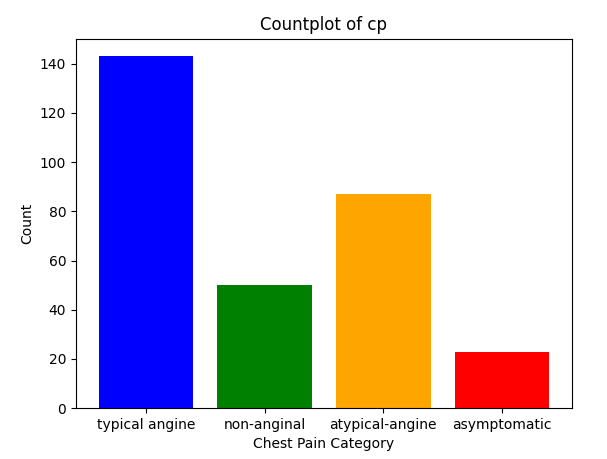 Countplot of cp
140
120
100
80
60
40
20
0
Count
typical angine non-anginal atypical-angine asymptomatic
Chest Pain Category